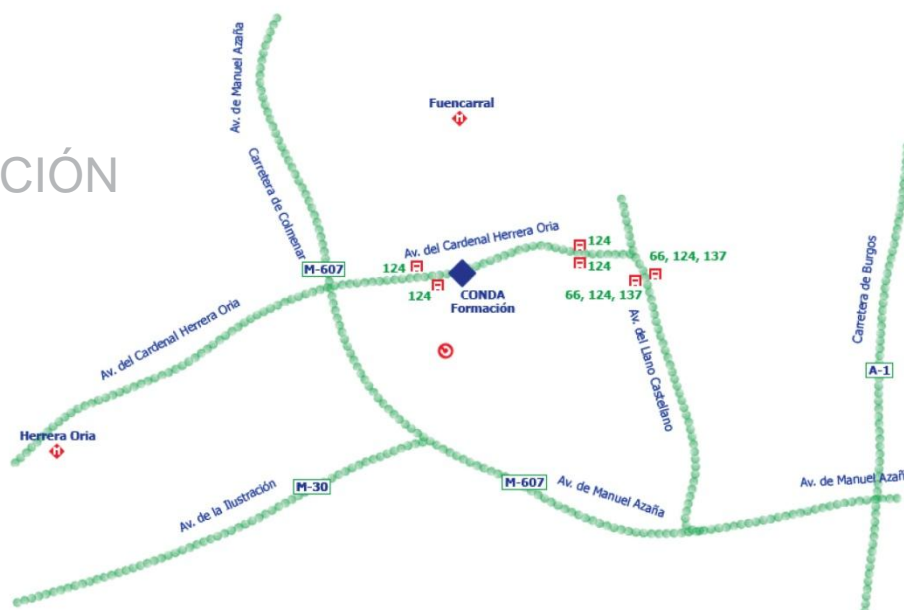 Av. de Manuel Azaña
Fuencarral
CIÓN
Carretera de Colmenar
Av. del Cardenal Herrera Oria
124
66, 124, 137
M-607
124
124
124
CONDA
Formación
66, 124, 137
Carretera de Burgos
Av. del Cardenal Herrera Oria
Av. del Llano Castellano
A-1
Herrera Oria
M-30
M-607
Av. de Manuel Azaña
Av. de Manuel Azañ
Av. de la Ilustración